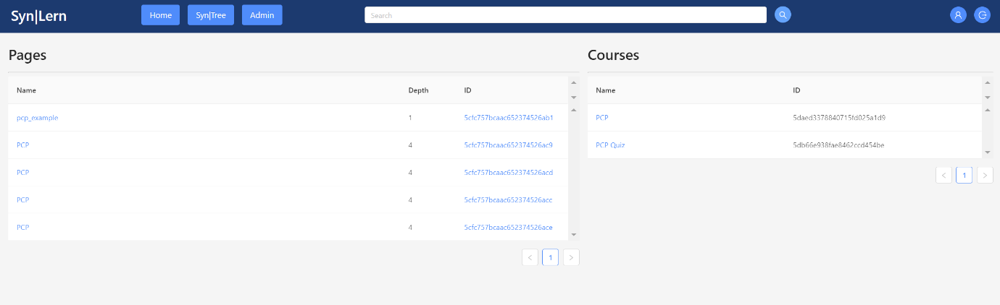 Syn|Lern Home Syn|Tree Admin Search
Pages
Name Depth ID
pcp_example 1 5cfc757bcaac652374526ab1
PCP 4 5cfc757bcaac652374526ac9
PCP 4 5cfc757bcaac652374526acd
PCP 4 5cfc757bcaac652374526acc
PCP 4 5cfc757bcaac652374526ace
1
Courses
Name ID
PCP 5daed3378840715fd025a1d9
PCP Quiz 5db66e938fae8462ccd454be
1